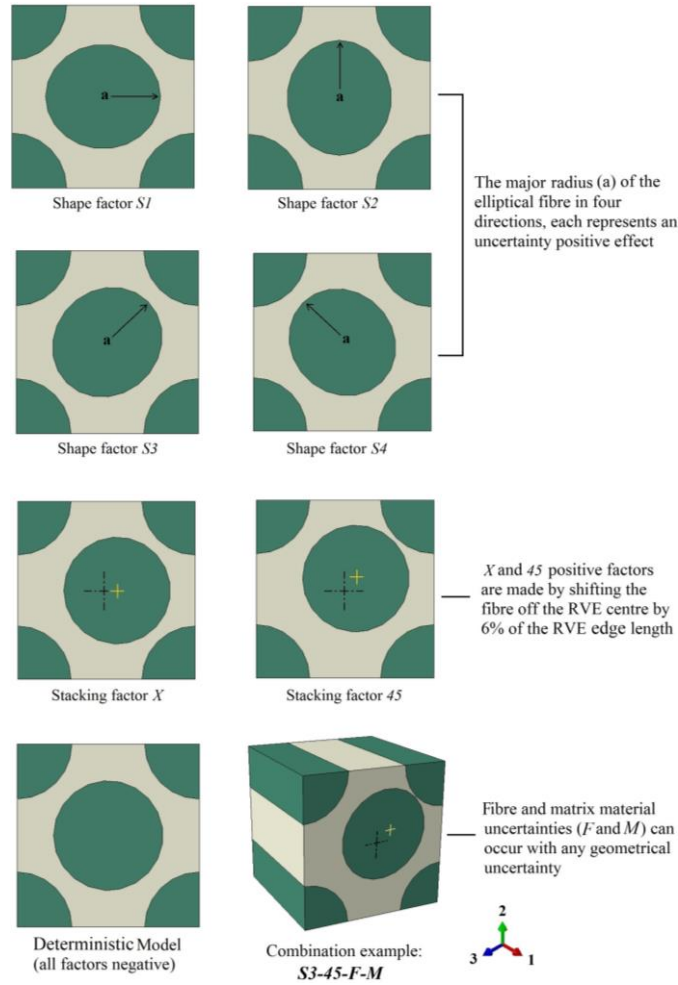 a
a
Shape factor S1
Shape factor S2
The major radius (a) of the
elliptical fibre in four
directions, each represents an
uncertainty positive effect
a
a
Shape factor S3
Shape factor S4
X and 45 positive factors
are made by shifting the
fibre off the RVE centre by
6% of the RVE edge length
Stacking factor X
Stacking factor 45
Fibre and matrix material
uncertainties (F and M) can
occur with any geometrical
uncertainty
Deterministic Model
(all factors negative)
Combination example:
S3-45-F-M
2
3
1